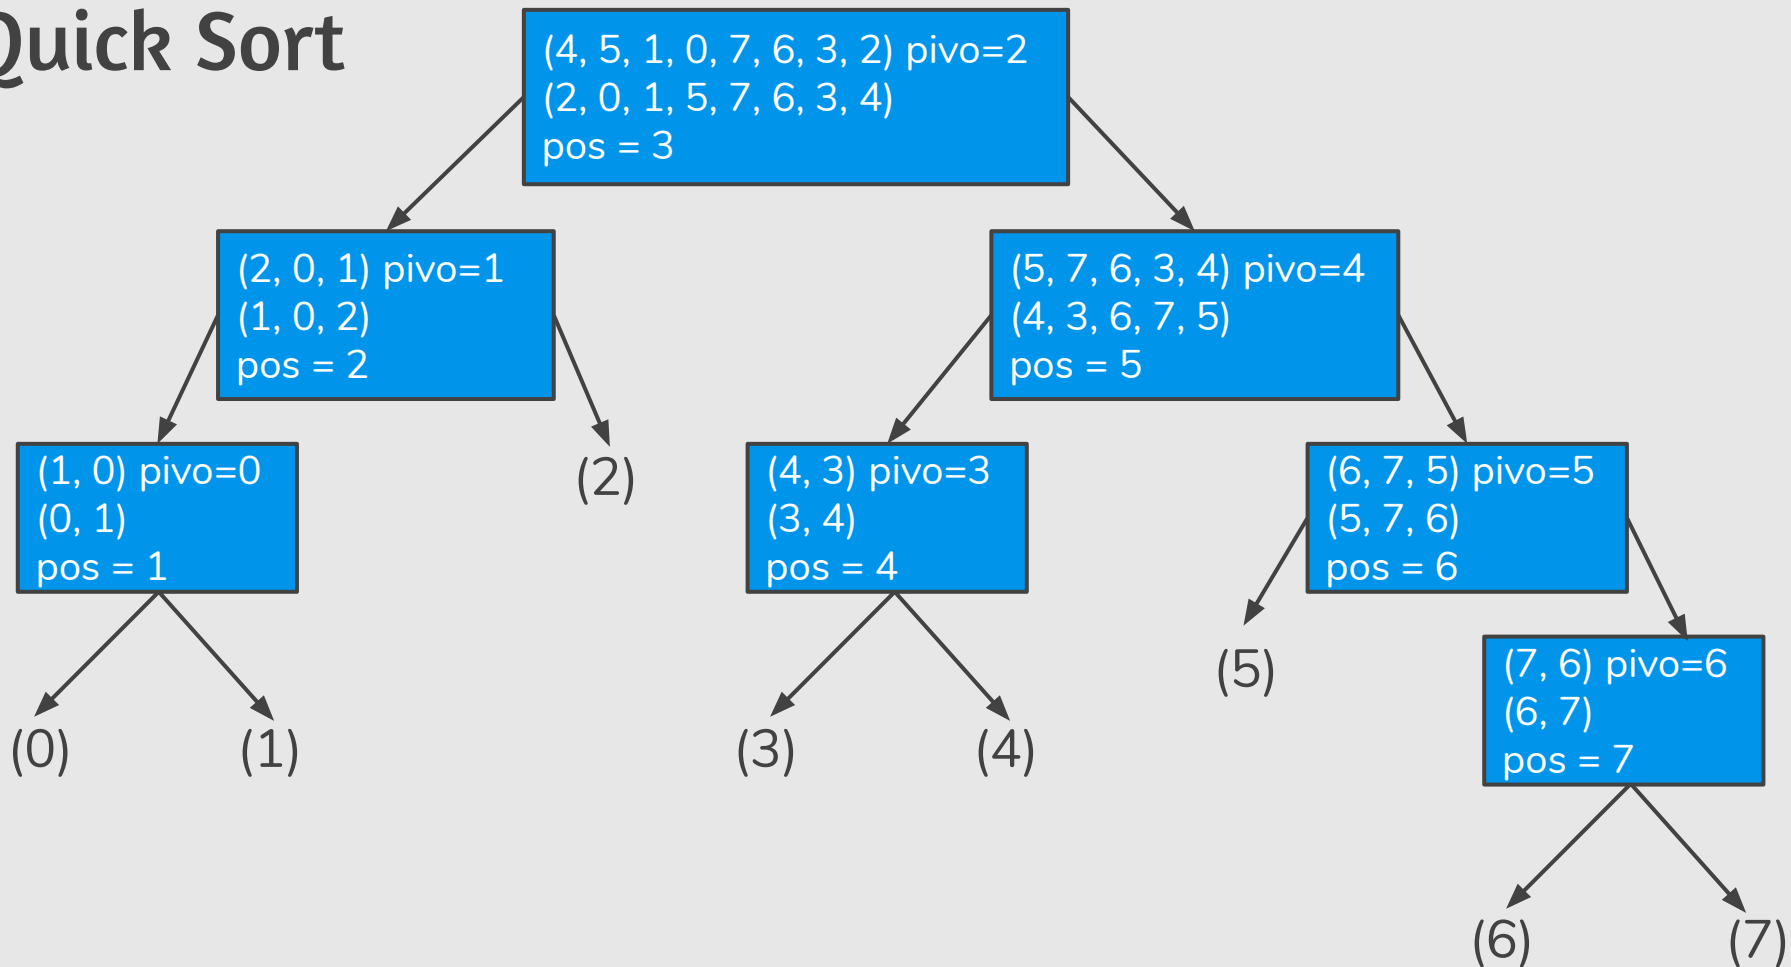 Quick Sort
(4, 5, 1, 0, 7, 6, 3, 2) pivo=2
(2, 0, 1, 5, 7, 6, 3, 4)
pos = 3
(2, 0, 1) pivo=1
(1, 0, 2)
pos = 2
(5, 7, 6, 3, 4) pivo=4
(4, 3, 6, 7, 5)
pos = 5
(1, 0) pivo=0
(0, 1)
pos = 1
(2)
(4, 3) pivo=3
(3, 4)
pos = 4
(6, 7, 5) pivo=5
(5, 7, 6)
pos = 6
(5)
(7, 6) pivo=6
(6, 7)
pos = 7
(0)
(1)
(3)
(4)
(6)
(7)